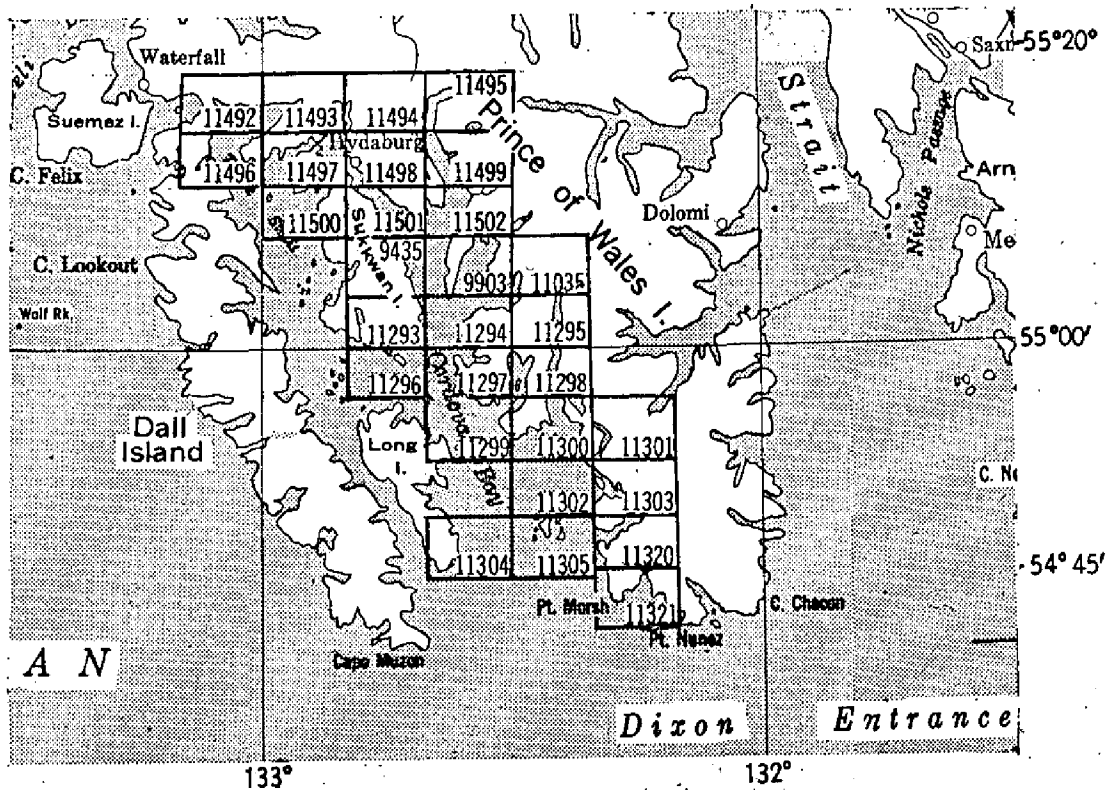 Waterfall
Saxm
55°20'
Strait
Suemez I.
11495
11492
11493
11494
Hydaburg
Prince of Wales I.
Nichols Passage
C. Felix
11496
11497
11498
11499
Arn
Dolomi
Me
11500
11501
11502
C. Lookout
Sukkwan I.
9435
9903
11035
Wolf Rk.
11293
11294
11295
55°00'
11296
11297
11298
Cordova Bay
Dall
Island
Long
I.
11299
11300
11301
C. No
11302
11303
11304
11305
11320
54°45'
Pt. Marsh
11321
C. Chacon
Pt. Nunez
Cape Muzon
A N
Dixon Entrance
133°
132°